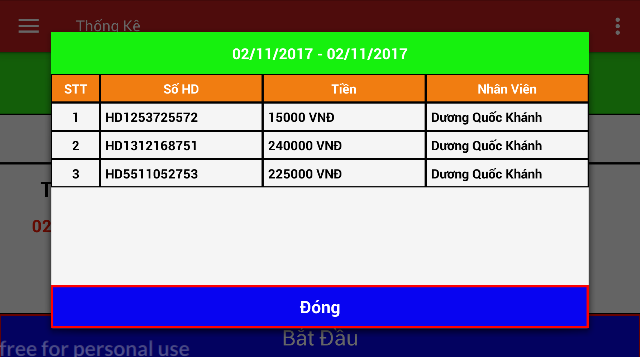 Thống Kê
02/11/2017 - 02/11/2017
STT Số HD Tiền Nhân Viên
1 HD1253725572 15000 VNĐ Dương Quốc Khánh
2 HD1312168751 240000 VNĐ Dương Quốc Khánh
3 HD5511052753 225000 VNĐ Dương Quốc Khánh
T
02
Đóng
Bắt Đầu
free for personal use